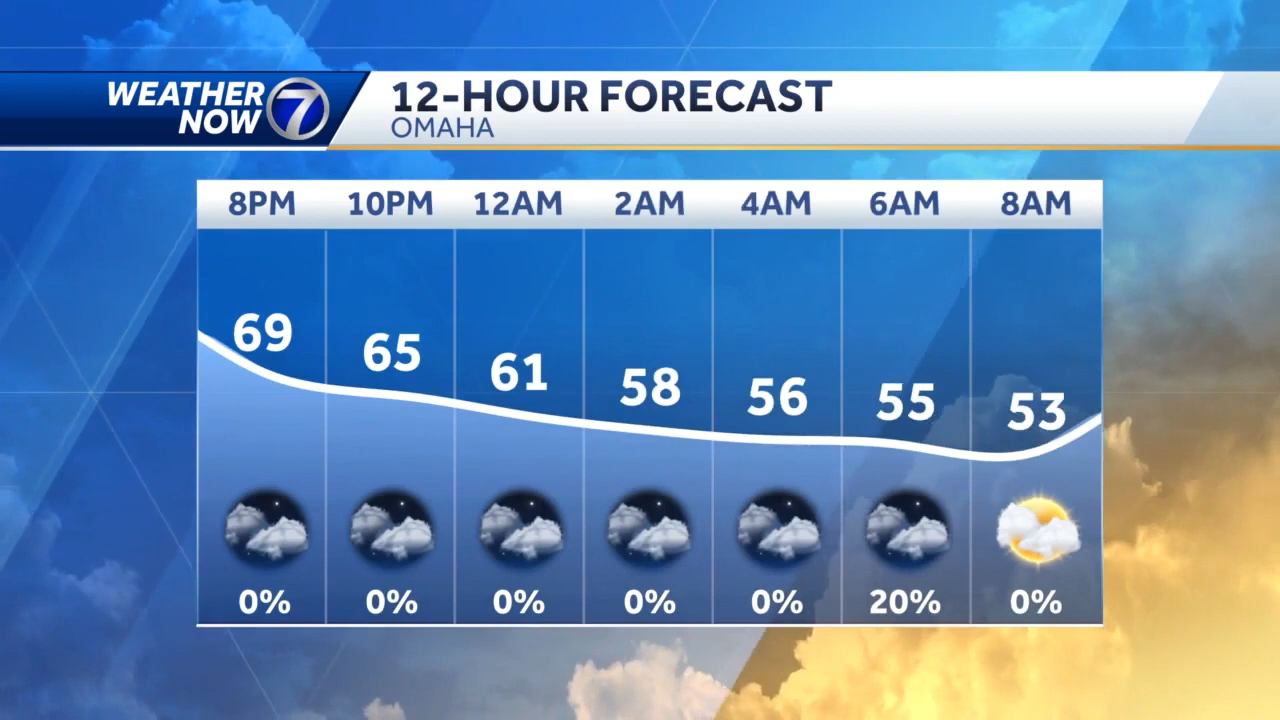 WEATHER
NOW 7
12-HOUR FORECAST
OMAHA
8PM 10PM 12AM 2AM 4AM 6AM 8AM
69 65 61 58 56 55 53
0% 0% 0% 0% 0% 20% 0%